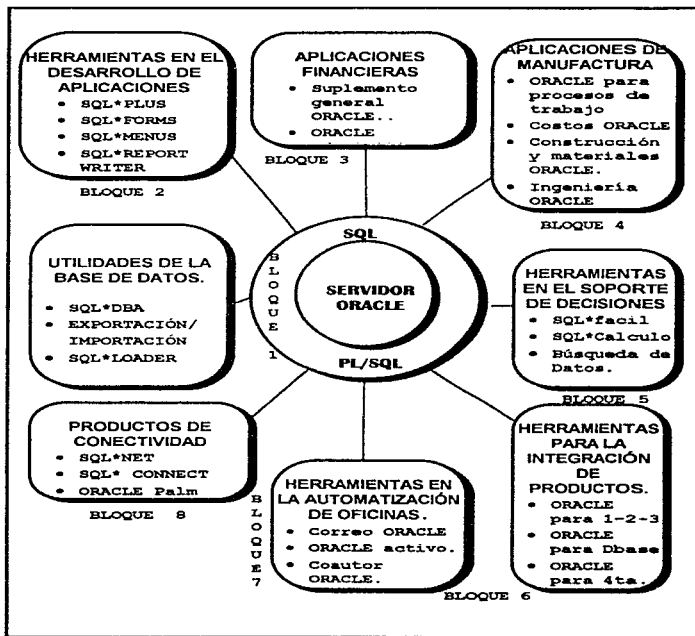 HERRAMIENTAS EN EL
DESARROLLO DE
APLICACIONES
• SQL*PLUS
• SQL*FORMS
• SQL*MENUS
• SQL*REPORT
WRITER
BLOQUE 2
APLICACIONES
FINANCIERAS
• Suplemento
general
ORACLE..
• ORACLE
BLOQUE 3
APLICACIONES DE
MANUFACTURA
• ORACLE para
procesos de
trabajo
• Costos ORACLE
• Construcción
y materiales
ORACLE.
• Ingeniería
ORACLE
BLOQUE 4
UTILIDADES DE LA
BASE DE DATOS.
• SQL*DBA
• EXPORTACIÓN/
IMPORTACIÓN
• SQL*LOADER
SQL
BLOQUE 1
SERVIDOR
ORACLE
PL/SQL
HERRAMIENTAS
EN EL SOPORTE
DE DECISIONES
• SQL*facil
• SQL*Calculo
• Búsqueda de
Datos.
BLOQUE 5
PRODUCTOS DE
CONECTIVIDAD
• SQL*NET
• SQL* CONNECT
• ORACLE Palm
BLOQUE 8
BLOQUE 7
HERRAMIENTAS EN
LA AUTOMATIZACIÓN
DE OFICINAS.
• Correo ORACLE
• ORACLE activo.
• Coautor
ORACLE.
HERRAMIENTAS
PARA LA
INTEGRACIÓN
DE
PRODUCTOS.
• ORACLE
para 1-2-3
• ORACLE
para Dbase
• ORACLE
para 4ta.
BLOQUE 6